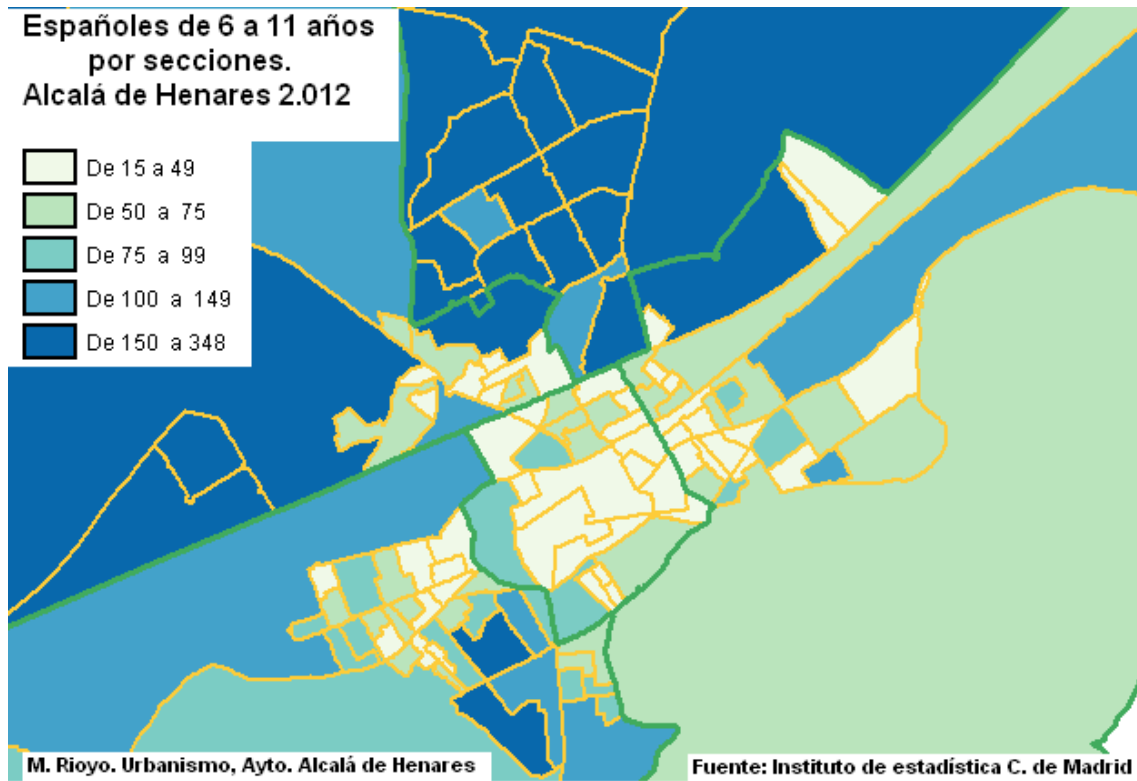 Españoles de 6 a 11 años
por secciones.
Alcalá de Henares 2.012
De 15 a 49
De 50 a 75
De 75 a 99
De 100 a 149
De 150 a 348
M. Rioyo. Urbanismo, Ayto. Alcalá de Henares
Fuente: Instituto de estadística C. de Madrid